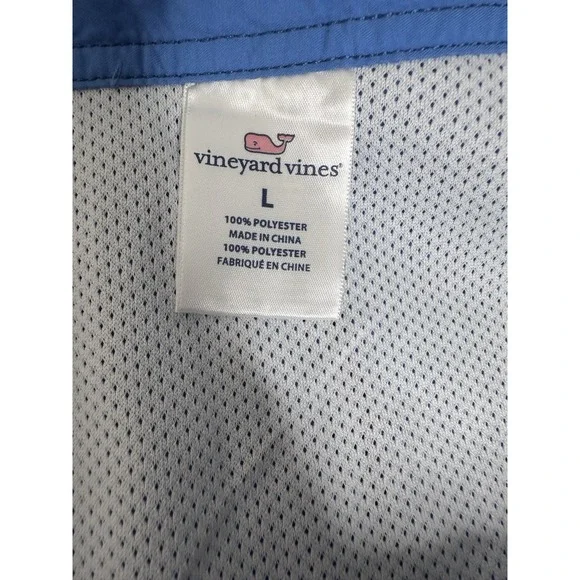 vineyard vines®
L
100% POLYESTER
MADE IN CHINA
100% POLYESTER
FABRIQUÉ EN CHINE